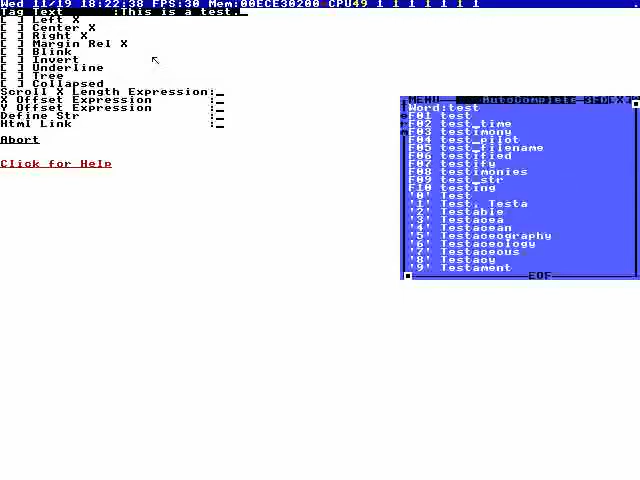 Wed 11/19 18:22:38 FPS:30 Mem:00ECE30200 CPU49 1 1 1 1 1 1 1
Tag Text :This is a test._
[ ] Left X
[ ] Center X
[ ] Right X
[ ] Margin Rel X
[ ] Blink
[ ] Invert
[ ] Underline
[ ] Tree
[ ] Collapsed
Scroll X Length Expression:_
X Offset Expression :_
Y Offset Expression :_
Define Str :_
Html Link :_
Abort
Click for Help
MENU AutoComplete
Word:test
F01 test
F02 test_time
F03 testimony
F04 test_pilot
F05 test_filename
F06 testified
F07 testify
F08 testimonies
F09 test_str
F10 testing
'0' Test
'1' Test, Testa
'2' Testable
'3' Testacea
'4' Testacean
'5' Testaceography
'6' Testaceology
'7' Testaceous
'8' Testacy
'9' Testament
EOF